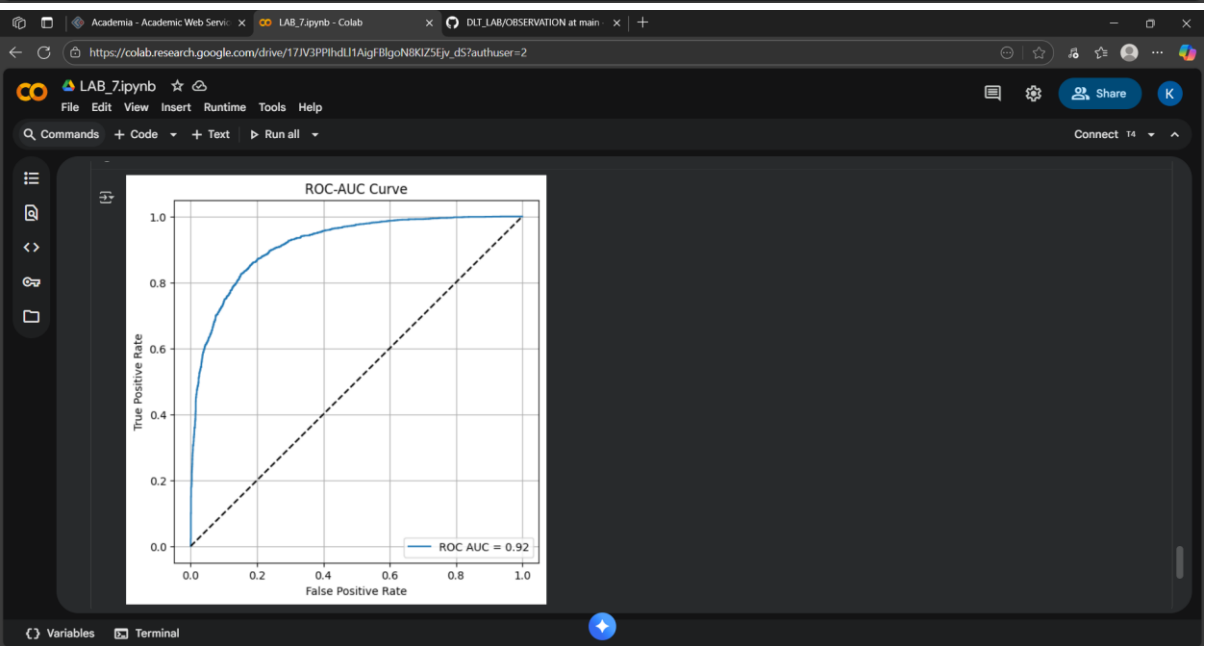 Academia - Academic Web Servic
LAB_7.ipynb - Colab
DLT_LAB/OBSERVATION at main ·
https://colab.research.google.com/drive/17JV3PPIhdLl1AigFBlgoN8KIZ5Ejv_dS?authuser=2
CO
LAB_7.ipynb
Share
K
File Edit View Insert Runtime Tools Help
Commands + Code + Text Run all
Connect T4
ROC-AUC Curve
1.0
0.8
0.6
0.4
0.2
0.0
True Positive Rate
ROC AUC = 0.92
0.0 0.2 0.4 0.6 0.8 1.0
False Positive Rate
Variables Terminal